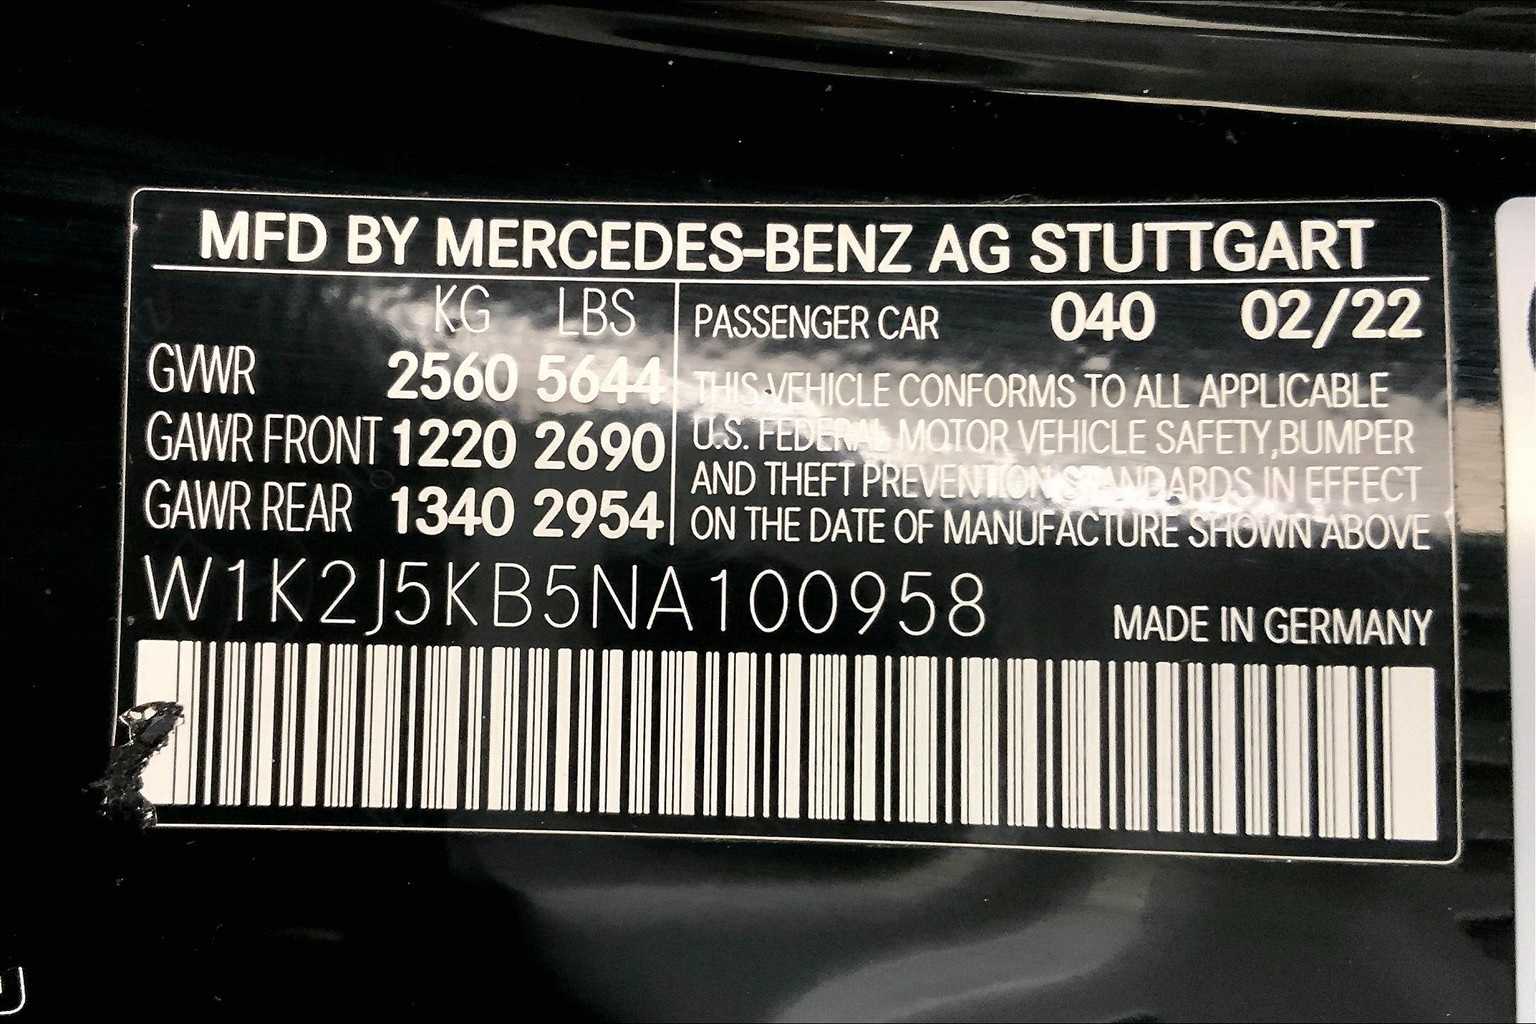 MFD BY MERCEDES-BENZ AG STUTTGART
KG LBS
GVWR 2560 5644
GAWR FRONT 1220 2690
GAWR REAR 1340 2954
PASSENGER CAR 040 02/22
THIS VEHICLE CONFORMS TO ALL APPLICABLE
U.S. FEDERAL MOTOR VEHICLE SAFETY,BUMPER
AND THEFT PREVENTION STANDARDS IN EFFECT
ON THE DATE OF MANUFACTURE SHOWN ABOVE
W1K2J5KB5NA100958
MADE IN GERMANY